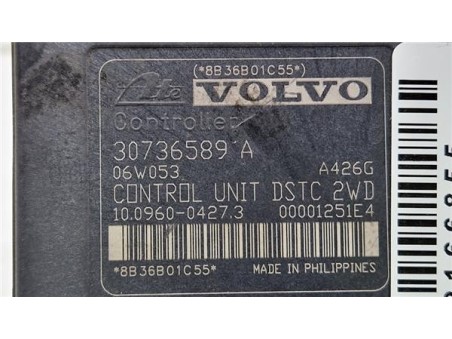 (*8B36B01C55*)
Ate VOLVO
Controller
30736589 A
06W053 A426G
CONTROL UNIT DSTC 2WD
10.0960-0427.3 00001251E4
*8B36B01C55* MADE IN PHILIPPINES